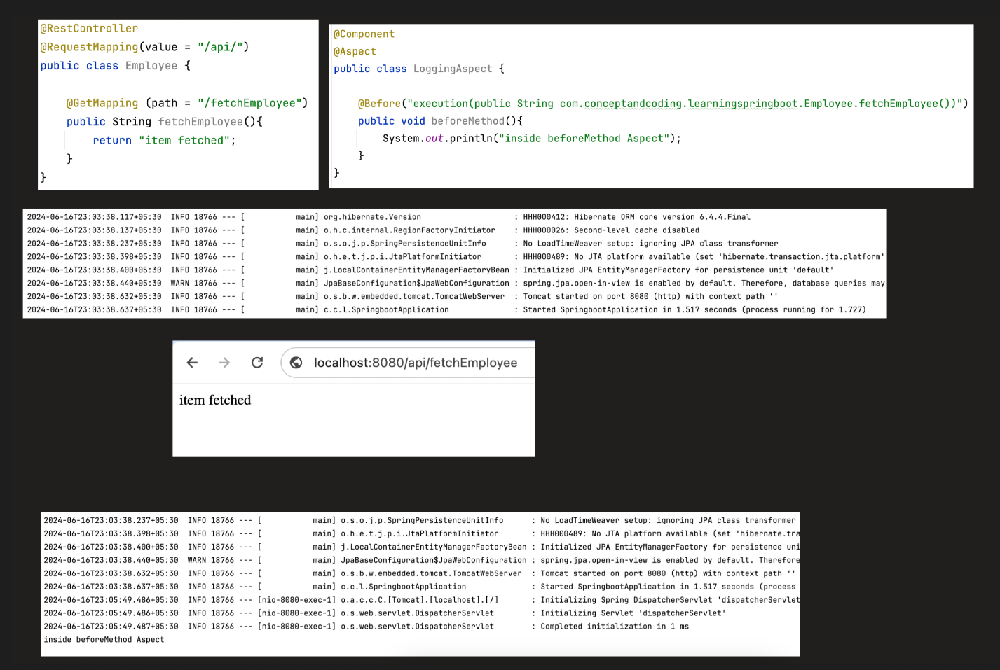 @RestController
@RequestMapping(value = "/api/")
public class Employee {
@GetMapping (path = "/fetchEmployee")
public String fetchEmployee(){
return "item fetched";
}
}
@Component
@Aspect
public class LoggingAspect {
@Before("execution(public String com.conceptandcoding.learningspringboot.Employee.fetchEmployee())")
public void beforeMethod(){
System.out.println("inside beforeMethod Aspect");
}
}
2024-06-16T23:03:38.117+05:30  INFO 18766 --- [           main] org.hibernate.Version                    : HHH000412: Hibernate ORM core version 6.4.4.Final
2024-06-16T23:03:38.137+05:30  INFO 18766 --- [           main] o.h.c.internal.RegionFactoryInitiator    : HHH000026: Second-level cache disabled
2024-06-16T23:03:38.237+05:30  INFO 18766 --- [           main] o.s.o.j.p.SpringPersistenceUnitInfo      : No LoadTimeWeaver setup: ignoring JPA class transformer
2024-06-16T23:03:38.398+05:30  INFO 18766 --- [           main] o.h.e.t.j.p.i.JtaPlatformInitiator       : HHH000489: No JTA platform available (set 'hibernate.transaction.jta.platform'
2024-06-16T23:03:38.400+05:30  INFO 18766 --- [           main] j.LocalContainerEntityManagerFactoryBean : Initialized JPA EntityManagerFactory for persistence unit 'default'
2024-06-16T23:03:38.440+05:30  WARN 18766 --- [           main] JpaBaseConfiguration$JpaWebConfiguration : spring.jpa.open-in-view is enabled by default. Therefore, database queries may
2024-06-16T23:03:38.632+05:30  INFO 18766 --- [           main] o.s.b.w.embedded.tomcat.TomcatWebServer  : Tomcat started on port 8080 (http) with context path ''
2024-06-16T23:03:38.637+05:30  INFO 18766 --- [           main] c.c.l.SpringbootApplication              : Started SpringbootApplication in 1.517 seconds (process running for 1.727)
localhost:8080/api/fetchEmployee
item fetched
2024-06-16T23:03:38.237+05:30  INFO 18766 --- [           main] o.s.o.j.p.SpringPersistenceUnitInfo      : No LoadTimeWeaver setup: ignoring JPA class transformer
2024-06-16T23:03:38.398+05:30  INFO 18766 --- [           main] o.h.e.t.j.p.i.JtaPlatformInitiator       : HHH000489: No JTA platform available (set 'hibernate.tra
2024-06-16T23:03:38.400+05:30  INFO 18766 --- [           main] j.LocalContainerEntityManagerFactoryBean : Initialized JPA EntityManagerFactory for persistence uni
2024-06-16T23:03:38.440+05:30  WARN 18766 --- [           main] JpaBaseConfiguration$JpaWebConfiguration : spring.jpa.open-in-view is enabled by default. Therefore
2024-06-16T23:03:38.632+05:30  INFO 18766 --- [           main] o.s.b.w.embedded.tomcat.TomcatWebServer  : Tomcat started on port 8080 (http) with context path ''
2024-06-16T23:03:38.637+05:30  INFO 18766 --- [           main] c.c.l.SpringbootApplication              : Started SpringbootApplication in 1.517 seconds (process
2024-06-16T23:05:49.486+05:30  INFO 18766 --- [nio-8080-exec-1] o.a.c.c.C.[Tomcat].[localhost].[/]       : Initializing Spring DispatcherServlet 'dispatcherServlet
2024-06-16T23:05:49.486+05:30  INFO 18766 --- [nio-8080-exec-1] o.s.web.servlet.DispatcherServlet        : Initializing Servlet 'dispatcherServlet'
2024-06-16T23:05:49.487+05:30  INFO 18766 --- [nio-8080-exec-1] o.s.web.servlet.DispatcherServlet        : Completed initialization in 1 ms
inside beforeMethod Aspect